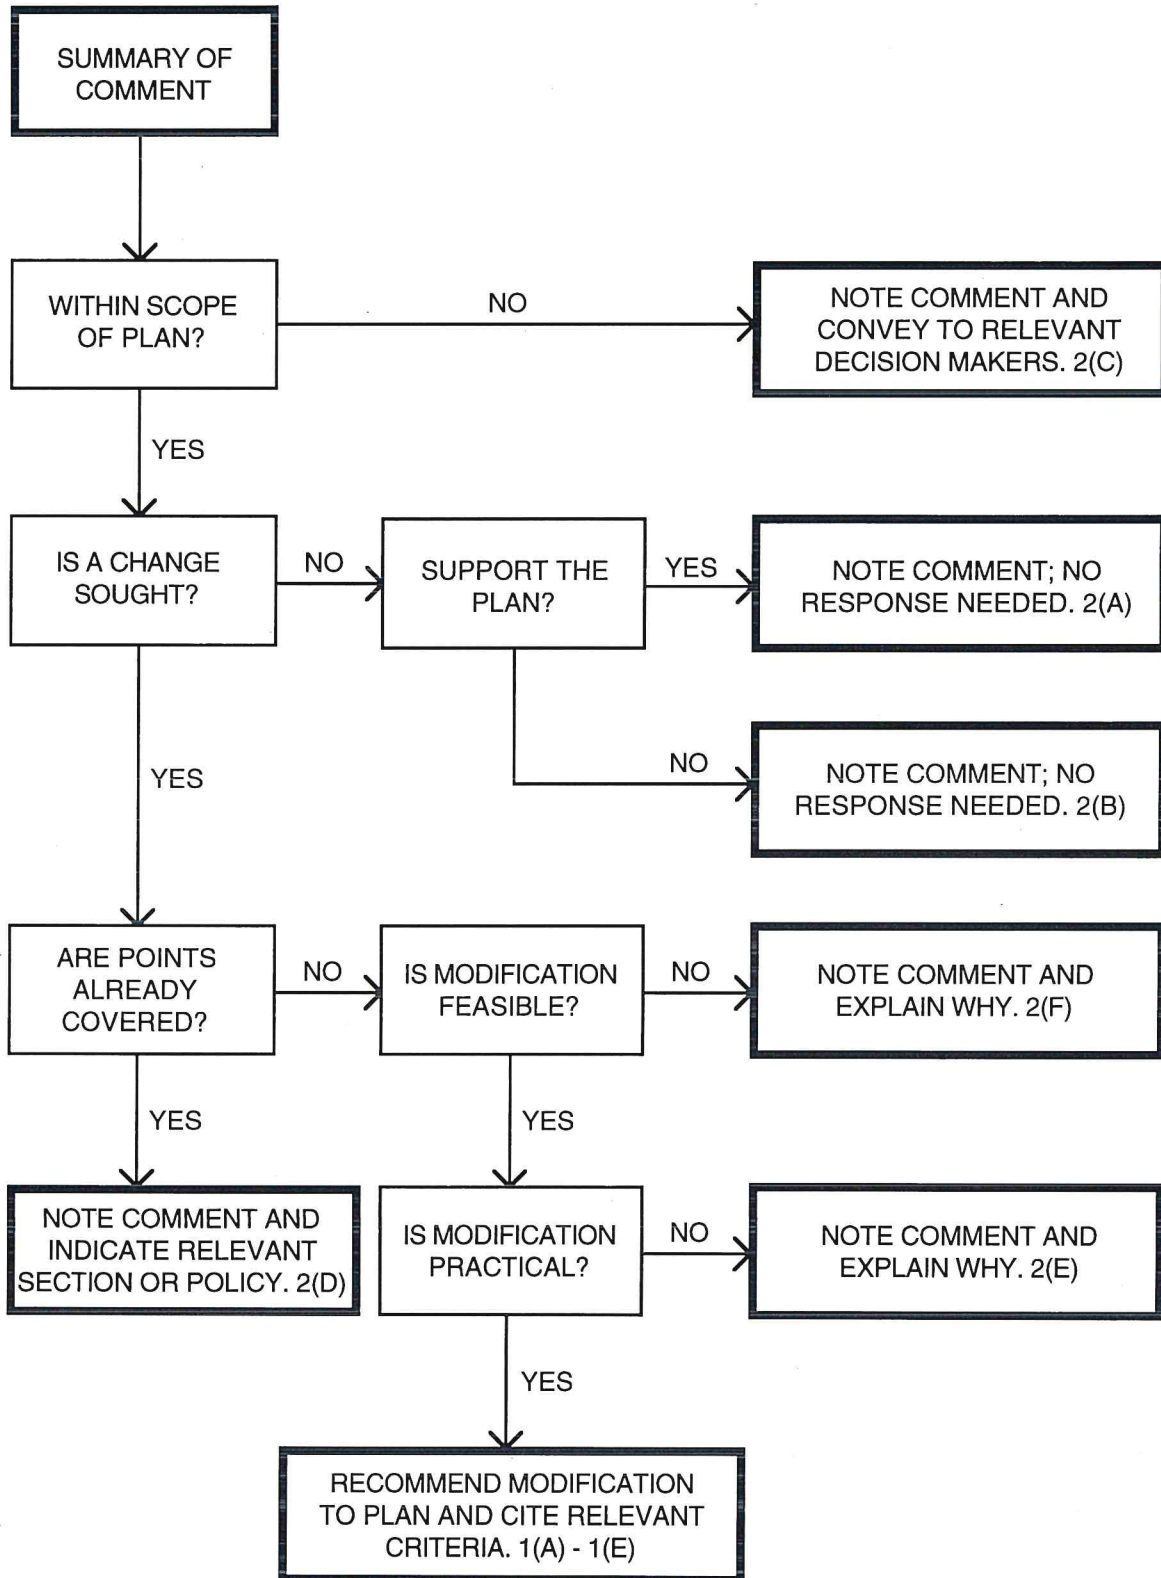 SUMMARY OF
COMMENT
WITHIN SCOPE
OF PLAN?
NO
NOTE COMMENT AND
CONVEY TO RELEVANT
DECISION MAKERS. 2(C)
YES
IS A CHANGE
SOUGHT?
NO
SUPPORT THE
PLAN?
YES
NOTE COMMENT; NO
RESPONSE NEEDED. 2(A)
YES
NO
NOTE COMMENT; NO
RESPONSE NEEDED. 2(B)
ARE POINTS
ALREADY
COVERED?
NO
IS MODIFICATION
FEASIBLE?
NO
NOTE COMMENT AND
EXPLAIN WHY. 2(F)
YES
YES
NOTE COMMENT AND
INDICATE RELEVANT
SECTION OR POLICY. 2(D)
IS MODIFICATION
PRACTICAL?
NO
NOTE COMMENT AND
EXPLAIN WHY. 2(E)
YES
RECOMMEND MODIFICATION
TO PLAN AND CITE RELEVANT
CRITERIA. 1(A) - 1(E)